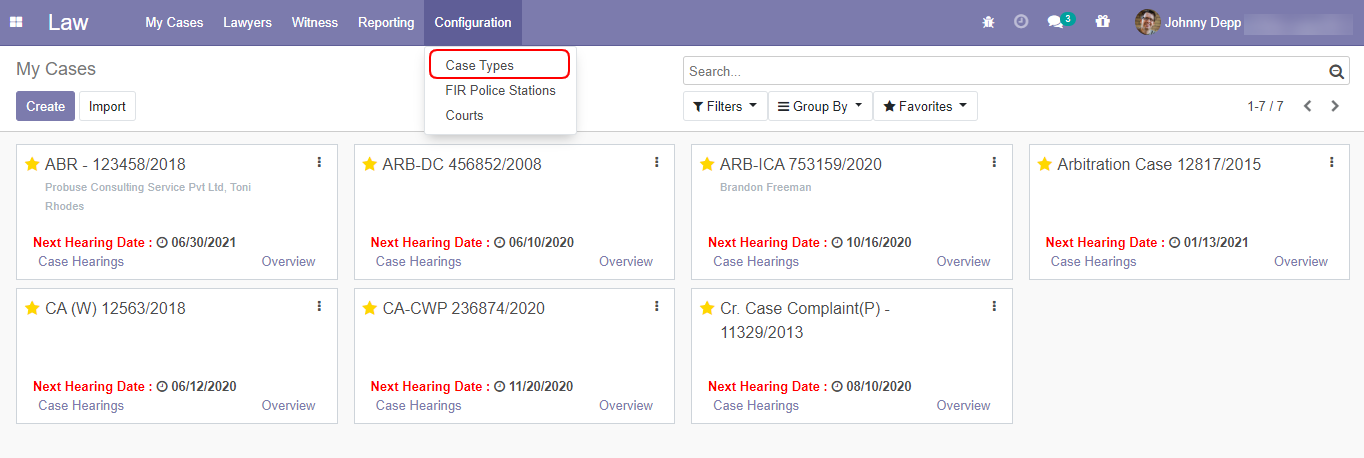 Law My Cases Lawyers Witness Reporting Configuration 3 Johnny Depp
Case Types
FIR Police Stations
Courts
My Cases
Search...
Create Import
Filters Group By Favorites 1-7 / 7
ABR - 123458/2018
Probuse Consulting Service Pvt Ltd, Toni
Rhodes
Next Hearing Date : 06/30/2021
Case Hearings Overview
ARB-DC 456852/2008
Next Hearing Date : 06/10/2020
Case Hearings Overview
ARB-ICA 753159/2020
Brandon Freeman
Next Hearing Date : 10/16/2020
Case Hearings Overview
Arbitration Case 12817/2015
Next Hearing Date : 01/13/2021
Case Hearings Overview
CA (W) 12563/2018
Next Hearing Date : 06/12/2020
Case Hearings Overview
CA-CWP 236874/2020
Next Hearing Date : 11/20/2020
Case Hearings Overview
Cr. Case Complaint(P) -
11329/2013
Next Hearing Date : 08/10/2020
Case Hearings Overview